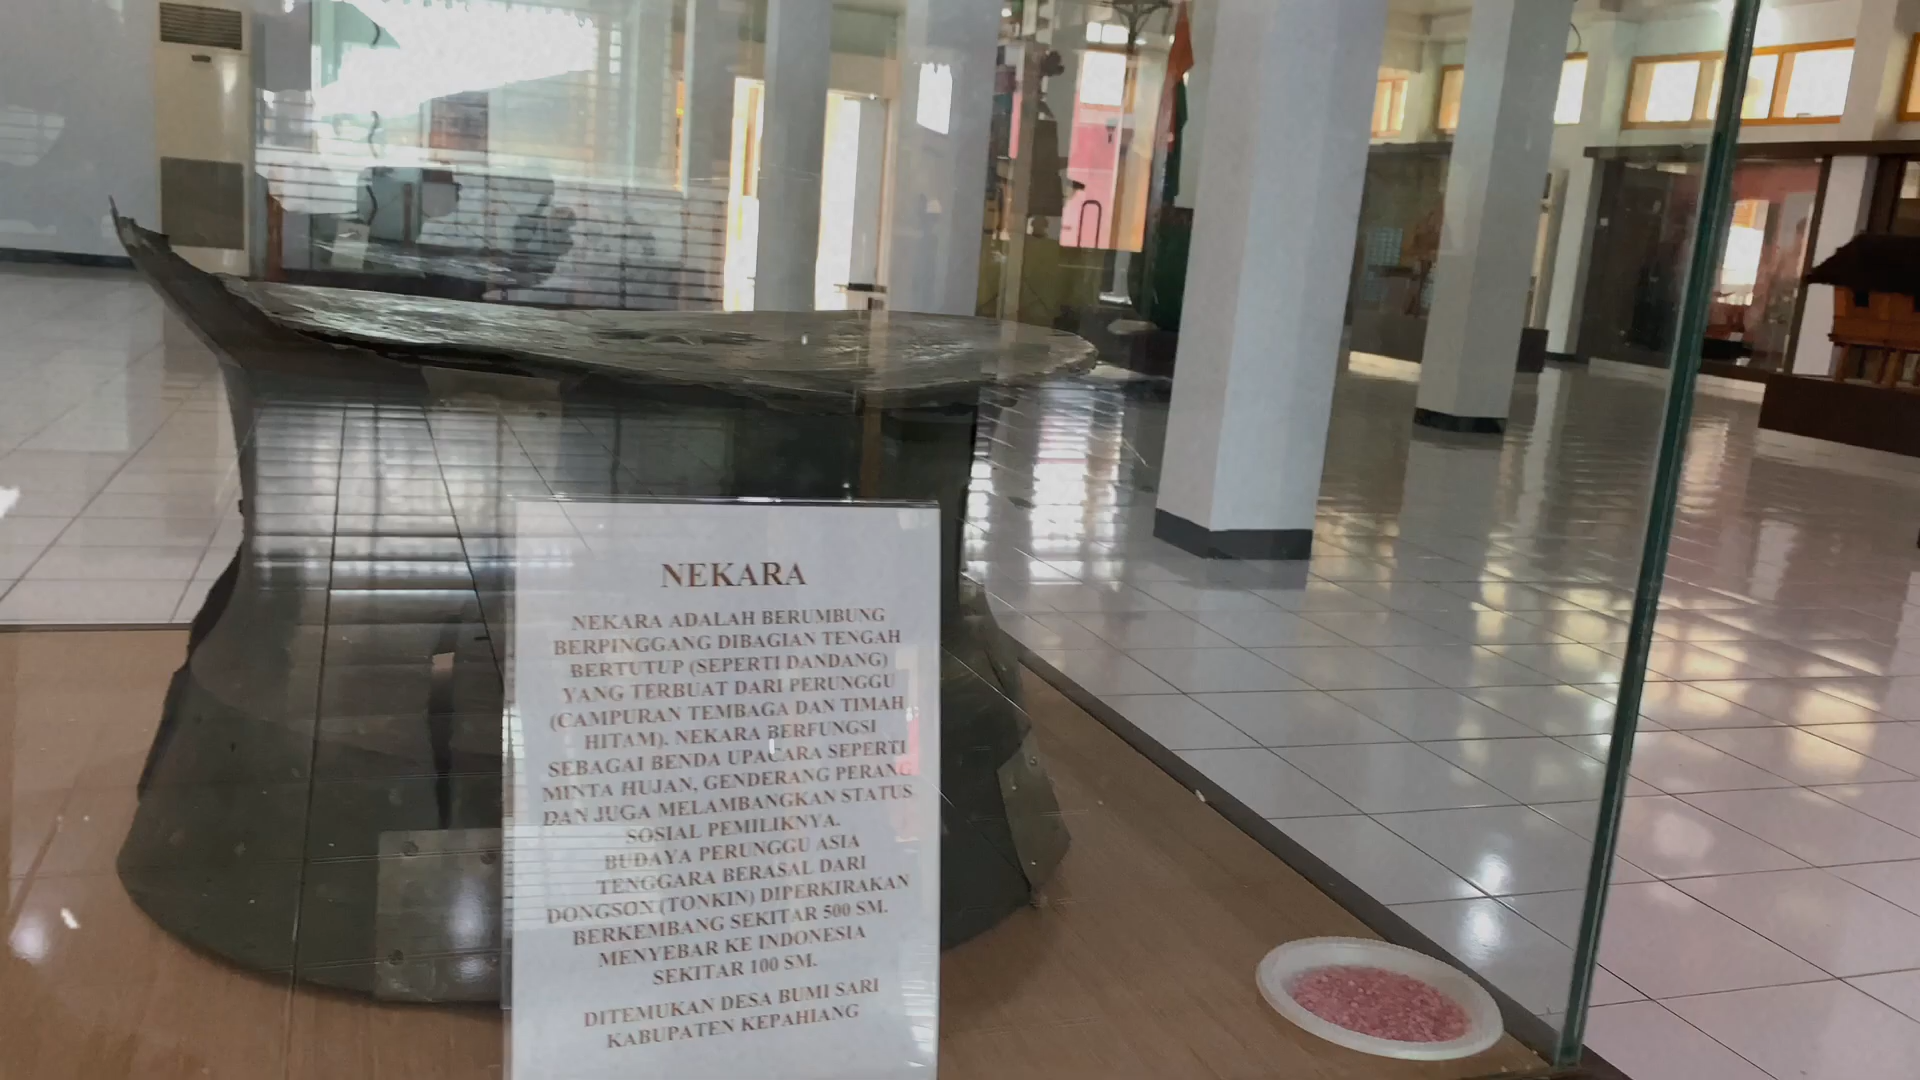 NEKARA
NEKARA ADALAH BERUMBUNG
BERPINGGANG DIBAGIAN TENGAH
BERTUTUP (SEPERTI DANDANG)
YANG TERBUAT DARI PERUNGGU
(CAMPURAN TEMBAGA DAN TIMAH
HITAM). NEKARA BERFUNGSI
SEBAGAI BENDA UPACARA SEPERTI
MINTA HUJAN, GENDERANG PERANG
DAN JUGA MELAMBANGKAN STATUS
SOSIAL PEMILIKNYA.
BUDAYA PERUNGGU ASIA
TENGGARA BERASAL DARI
DONGSON (TONKIN) DIPERKIRAKAN
BERKEMBANG SEKITAR 500 SM.
MENYEBAR KE INDONESIA
SEKITAR 100 SM.
DITEMUKAN DESA BUMI SARI
KABUPATEN KEPAHIANG